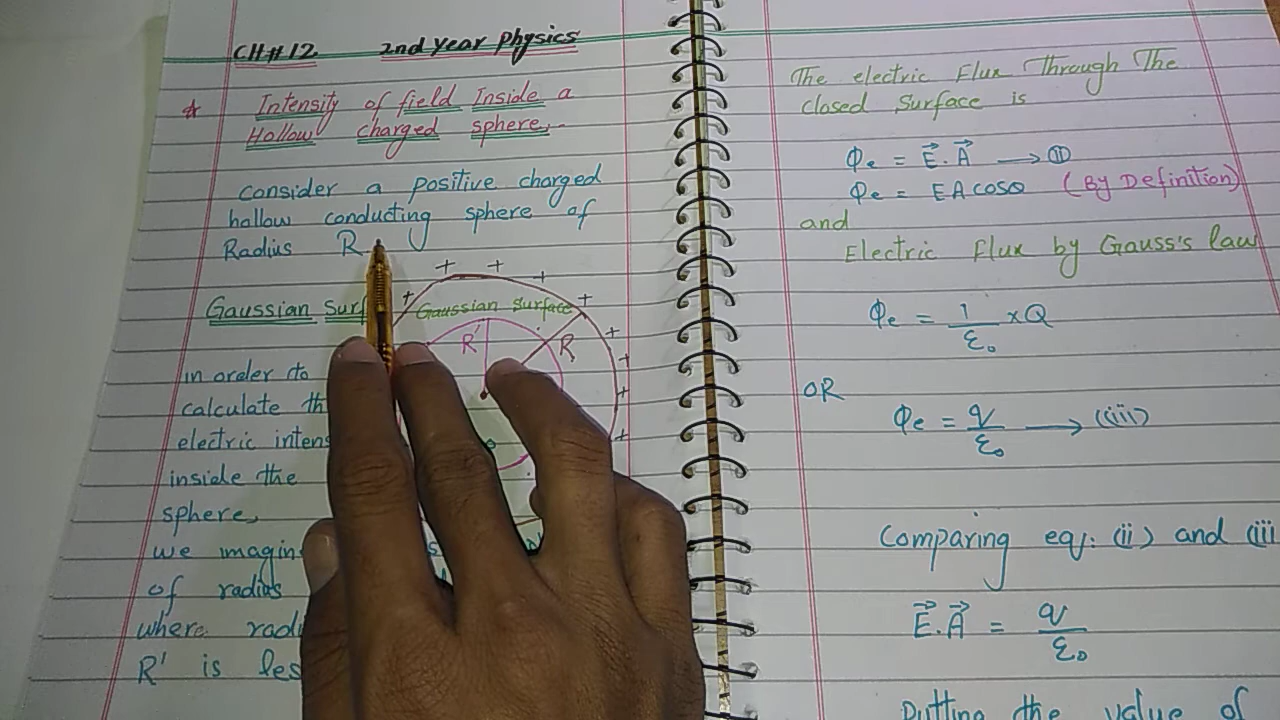 CH# 12 2nd Year Physics
* Intensity of field Inside a
Hollow charged sphere,
Consider a positive charged
hallow conducting sphere of
Radius R.
Gaussian Surf
in order to
calculate th
electric intens
inside the
sphere,
we imagin
of radius
where radi
R' is les
+ + + + + + + + +
Gaussian Surface
R' R
The electric Flux Through The
closed Surface is
Φe = E⃗.A⃗ → (ii)
Φe = EA cosθ (By Definition)
and
Electric Flux by Gauss's law
Φe = 1/ε₀ × Q
OR
Φe = q/ε₀ → (iii)
Comparing eq: (ii) and (iii
E⃗.A⃗ = q/ε₀
Putting the value of